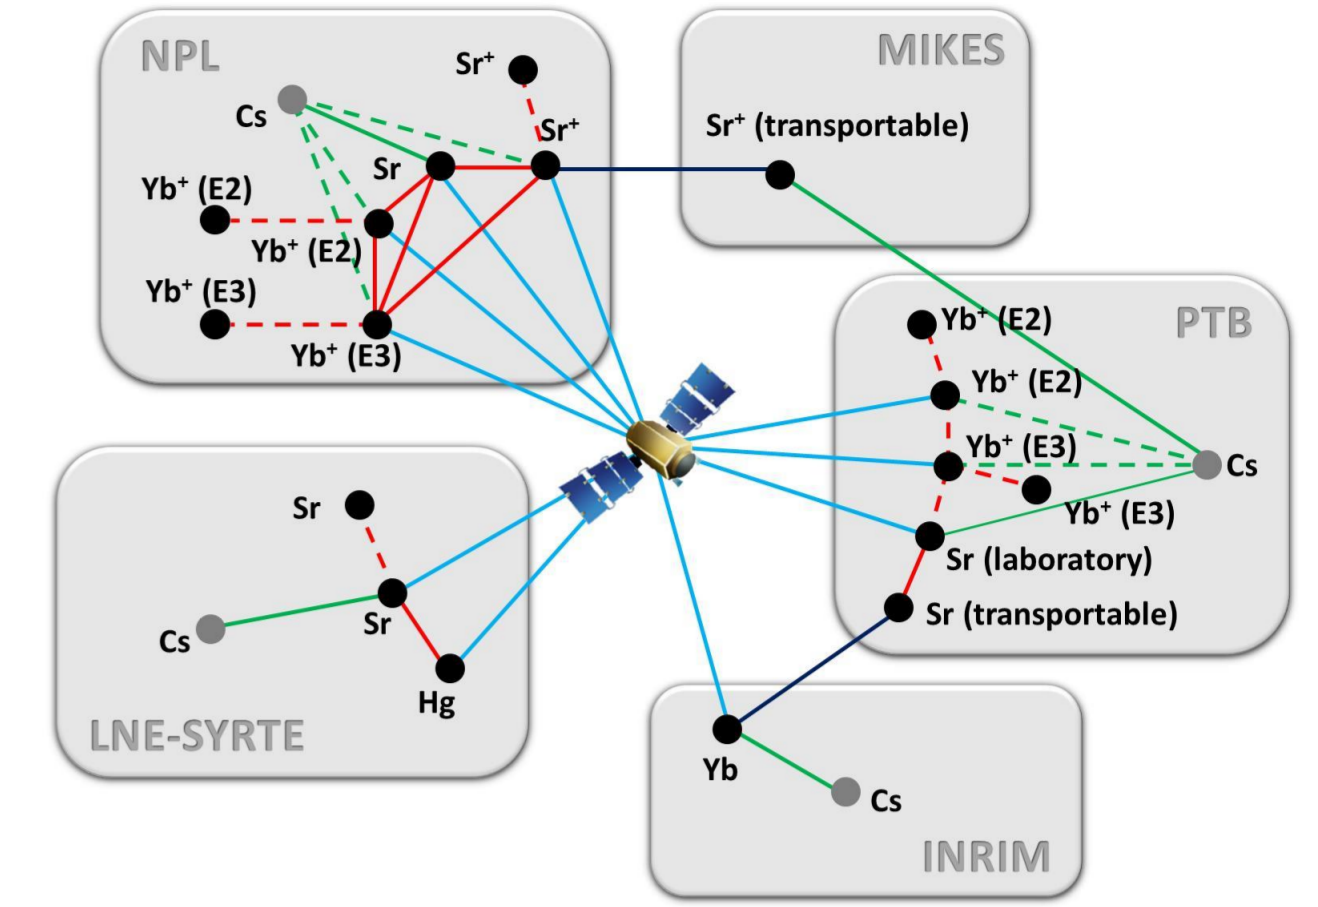 NPL
Sr⁺
Cs
Sr⁺
Sr
Yb⁺ (E2)
Yb⁺ (E2)
Yb⁺ (E3)
Yb⁺ (E3)
MIKES
Sr⁺ (transportable)
PTB
Yb⁺ (E2)
Yb⁺ (E2)
Yb⁺ (E3)
Cs
Yb⁺ (E3)
Sr (laboratory)
Sr (transportable)
Sr
Cs
Sr
Hg
LNE-SYRTE
Yb
Cs
INRIM